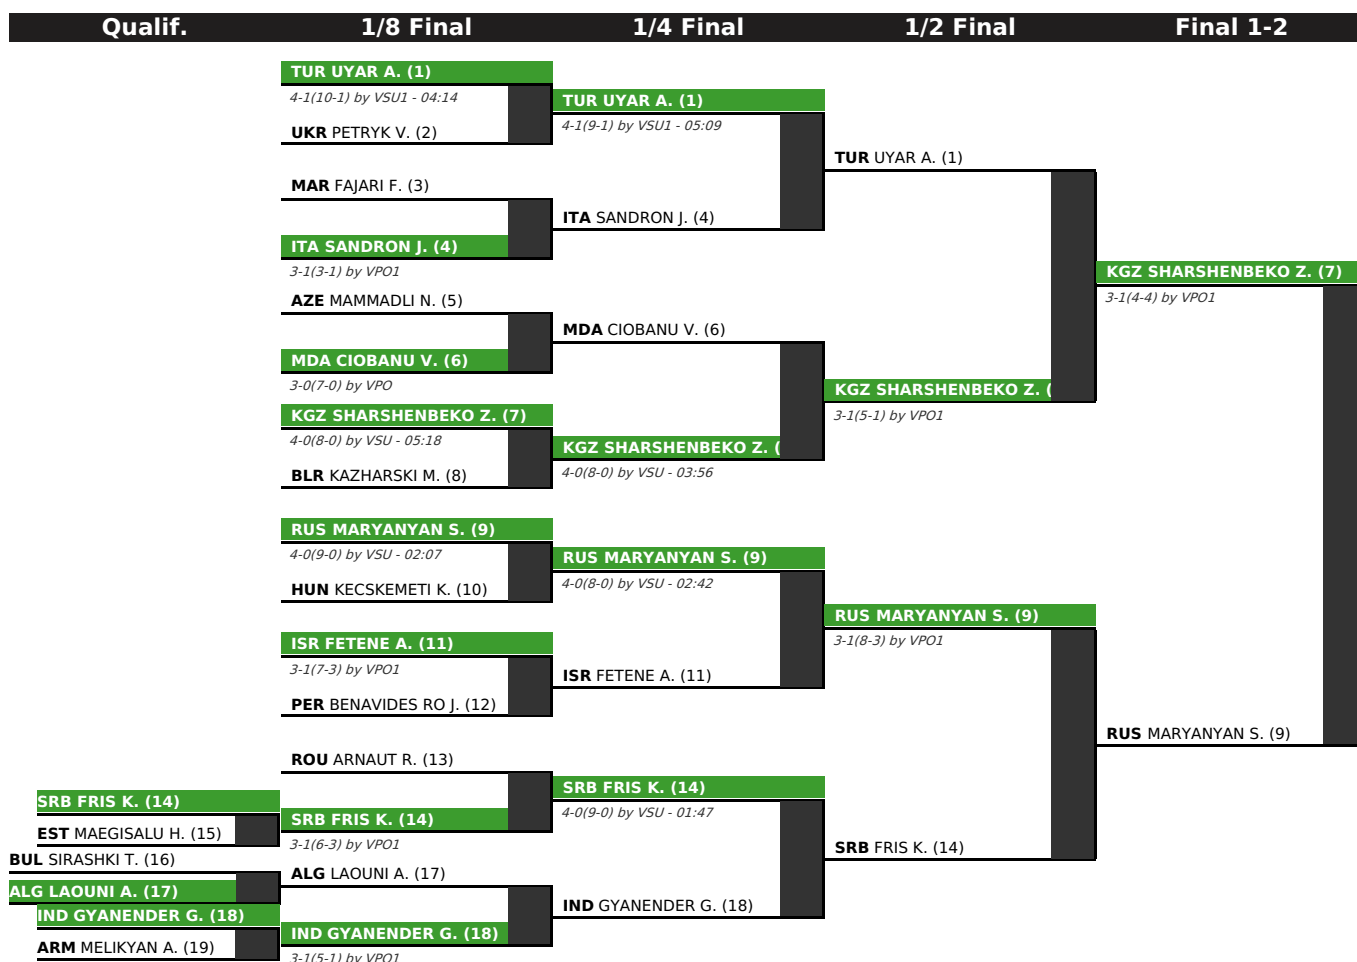 Qualif.
1/8 Final
1/4 Final
1/2 Final
Final 1-2
TUR UYAR A. (1)
4-1(10-1) by VSU1 - 04:14
UKR PETRYK V. (2)
MAR FAJARI F. (3)
ITA SANDRON J. (4)
3-1(3-1) by VPO1
AZE MAMMADLI N. (5)
MDA CIOBANU V. (6)
3-0(7-0) by VPO
KGZ SHARSHENBEKO Z. (7)
4-0(8-0) by VSU - 05:18
BLR KAZHARSKI M. (8)
RUS MARYANYAN S. (9)
4-0(9-0) by VSU - 02:07
HUN KECSKEMETI K. (10)
ISR FETENE A. (11)
3-1(7-3) by VPO1
PER BENAVIDES RO J. (12)
ROU ARNAUT R. (13)
SRB FRIS K. (14)
EST MAEGISALU H. (15)
BUL SIRASHKI T. (16)
ALG LAOUNI A. (17)
IND GYANENDER G. (18)
ARM MELIKYAN A. (19)
SRB FRIS K. (14)
3-1(6-3) by VPO1
ALG LAOUNI A. (17)
IND GYANENDER G. (18)
3-1(5-1) by VPO1
TUR UYAR A. (1)
4-1(9-1) by VSU1 - 05:09
ITA SANDRON J. (4)
MDA CIOBANU V. (6)
KGZ SHARSHENBEKO Z. (
4-0(8-0) by VSU - 03:56
RUS MARYANYAN S. (9)
4-0(8-0) by VSU - 02:42
ISR FETENE A. (11)
SRB FRIS K. (14)
4-0(9-0) by VSU - 01:47
IND GYANENDER G. (18)
TUR UYAR A. (1)
KGZ SHARSHENBEKO Z. (
3-1(5-1) by VPO1
RUS MARYANYAN S. (9)
3-1(8-3) by VPO1
SRB FRIS K. (14)
KGZ SHARSHENBEKO Z. (7)
3-1(4-4) by VPO1
RUS MARYANYAN S. (9)